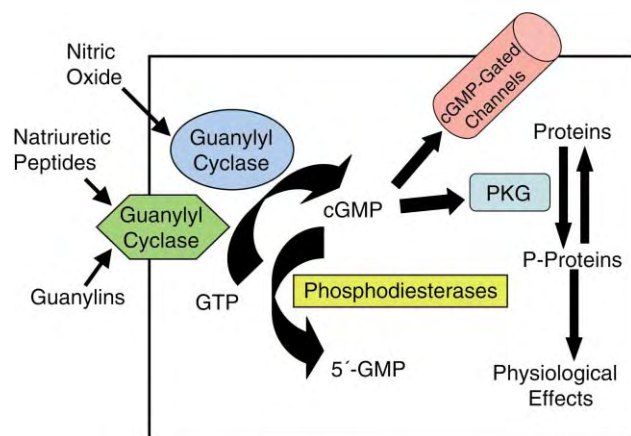 Nitric
Oxide
Natriuretic
Peptides
Guanylins
Guanylyl
Cyclase
Guanylyl
Cyclase
GTP
cGMP
5´-GMP
Phosphodiesterases
cGMP-Gated
Channels
PKG
Proteins
P-Proteins
Physiological
Effects